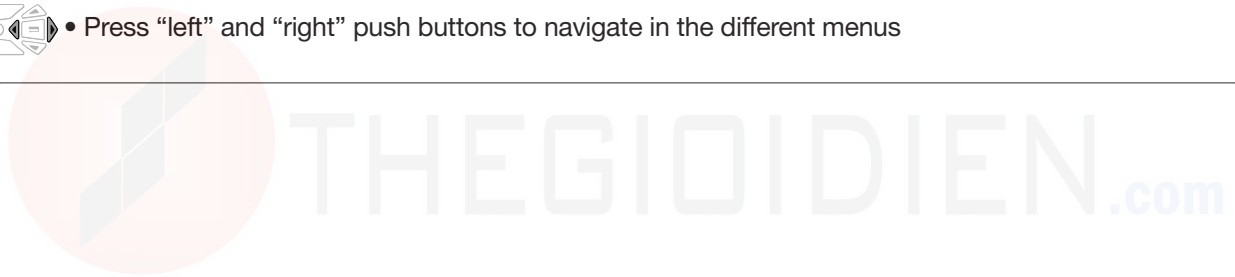 • Press “left” and “right” push buttons to navigate in the different menus
THEGIOIDIEN.com